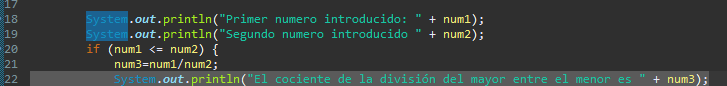 17
18 System.out.println("Primer numero introducido: " + num1);
19 System.out.println("Segundo numero introducido " + num2);
20 if (num1 <= num2) {
21 num3=num1/num2;
22 System.out.println("El cociente de la división del mayor entre el menor es " + num3);